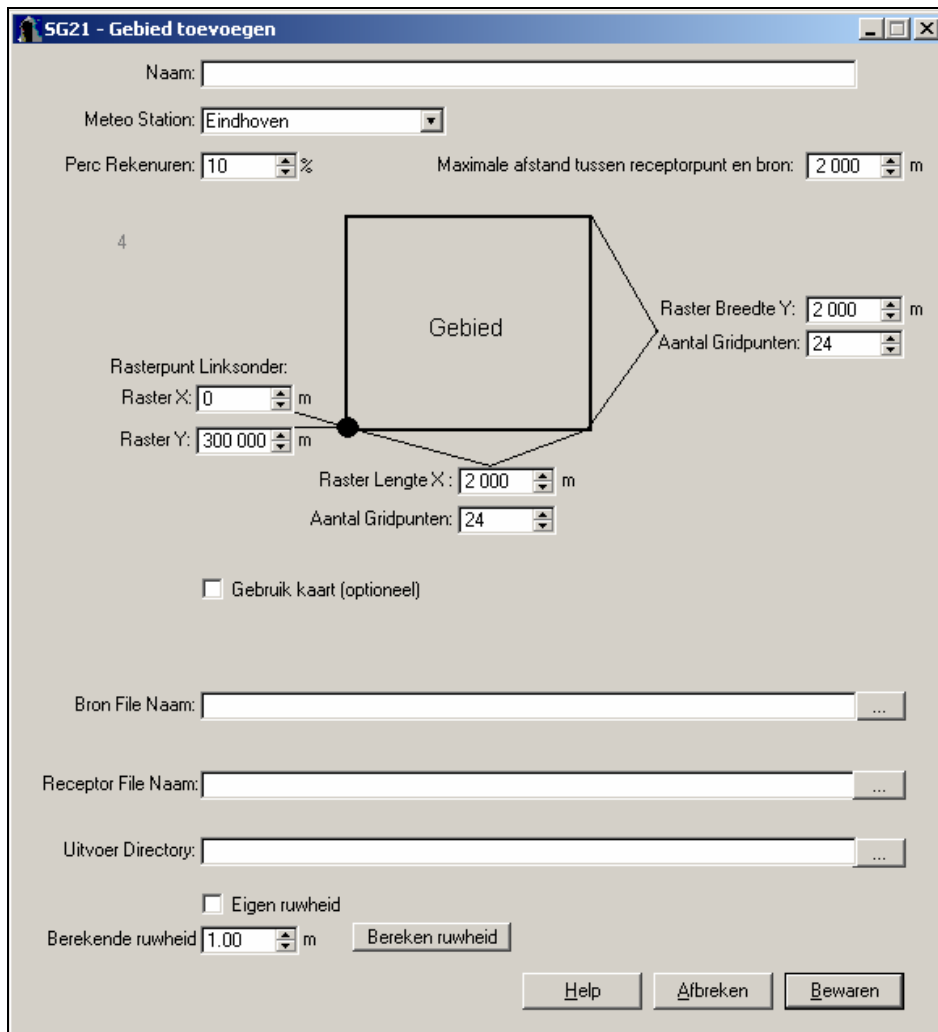 SG21 - Gebied toevoegen
Naam:
Meteo Station: Eindhoven
Perc Rekenuren: 10 % Maximale afstand tussen receptorpunt en bron: 2 000 m
4
Gebied
Raster Breedte Y: 2 000 m
Aantal Gridpunten: 24
Rasterpunt Linksonder:
Raster X: 0 m
Raster Y: 300 000 m
Raster Lengte X : 2 000 m
Aantal Gridpunten: 24
Gebruik kaart (optioneel)
Bron File Naam: ...
Receptor File Naam: ...
Uitvoer Directory: ...
Eigen ruwheid
Berekende ruwheid 1.00 m Bereken ruwheid
Help Afbreken Bewaren